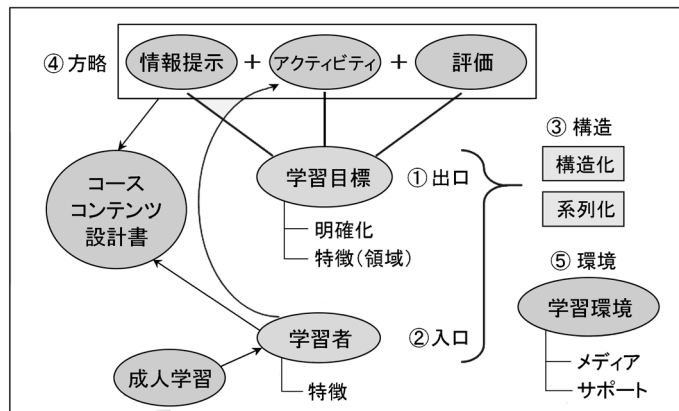 ④ 方略
情報提示 + アクティビティ + 評価
③ 構造
構造化
系列化
コース
コンテンツ
設計書
学習目標
① 出口
明確化
特徴(領域)
⑤ 環境
学習環境
メディア
サポート
学習者
② 入口
特徴
成人学習